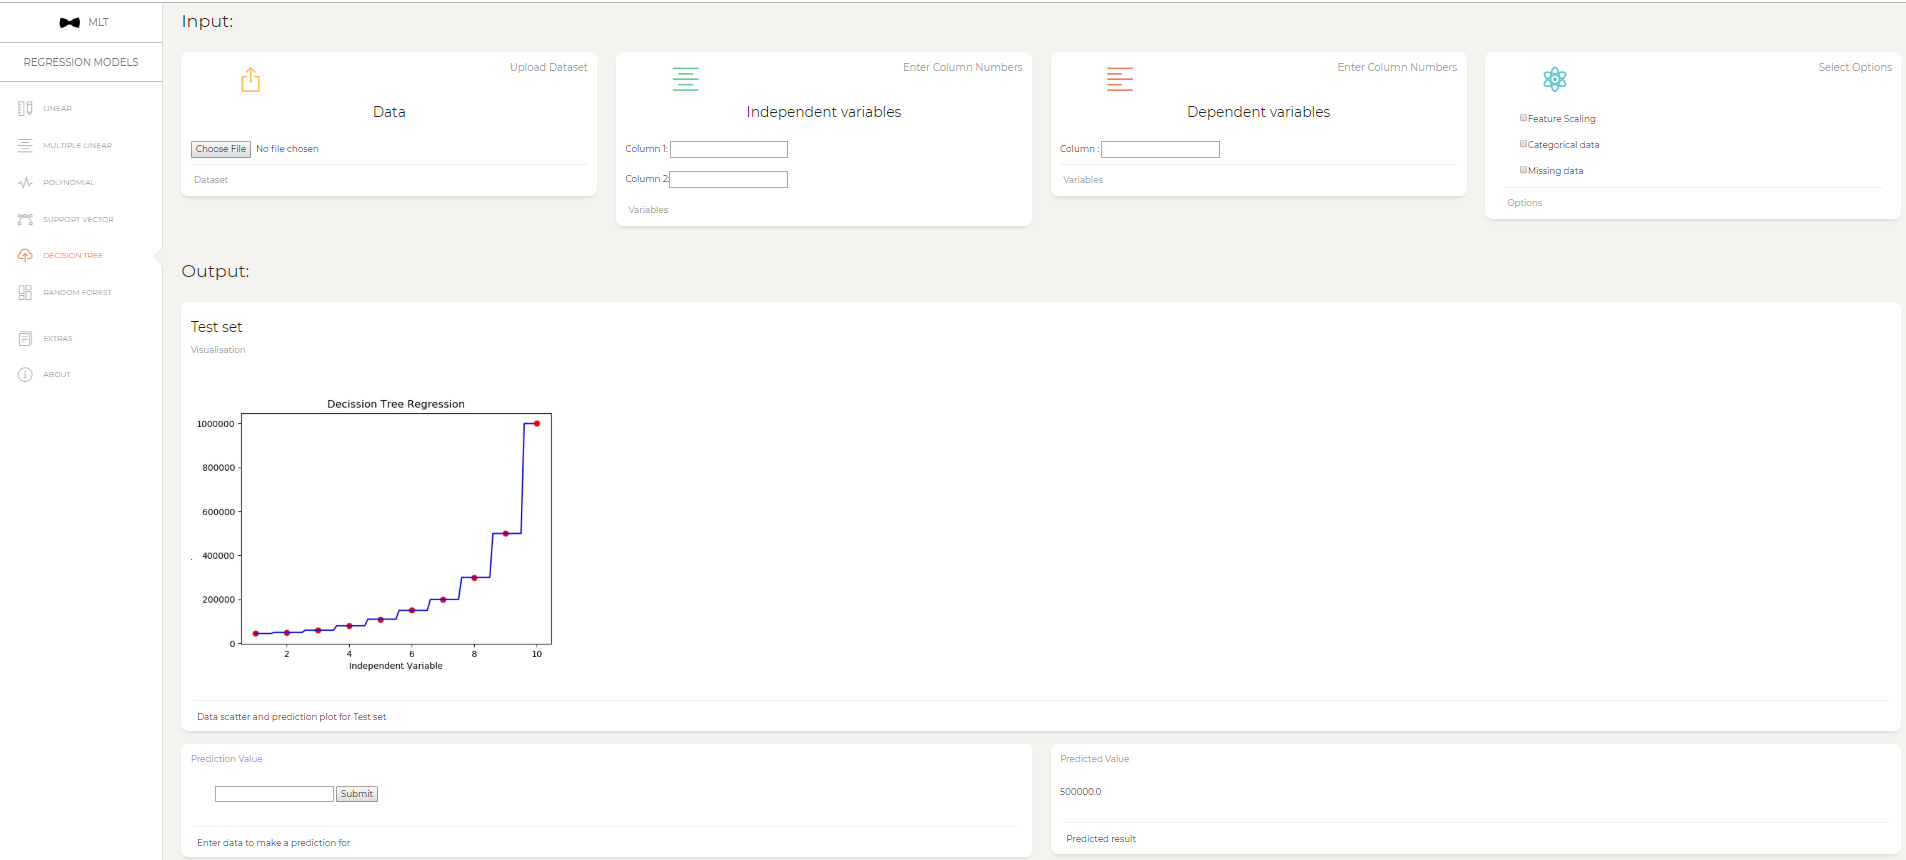 MLT
REGRESSION MODELS
LINEAR
MULTIPLE LINEAR
POLYNOMIAL
SUPPORT VECTOR
DECISION TREE
RANDOM FOREST
EXTRAS
ABOUT
Input:
Upload Dataset
Data
Choose File No file chosen
Dataset
Enter Column Numbers
Independent variables
Column 1:
Column 2:
Variables
Enter Column Numbers
Dependent variables
Column :
Variables
Select Options
Feature Scaling
Categorical data
Missing data
Options
Output:
Test set
Visualisation
Decission Tree Regression
1000000
800000
600000
400000
200000
0
2 4 6 8 10
Independent Variable
Data scatter and prediction plot for Test set
Prediction Value
Submit
Enter data to make a prediction for
Predicted Value
500000.0
Predicted result